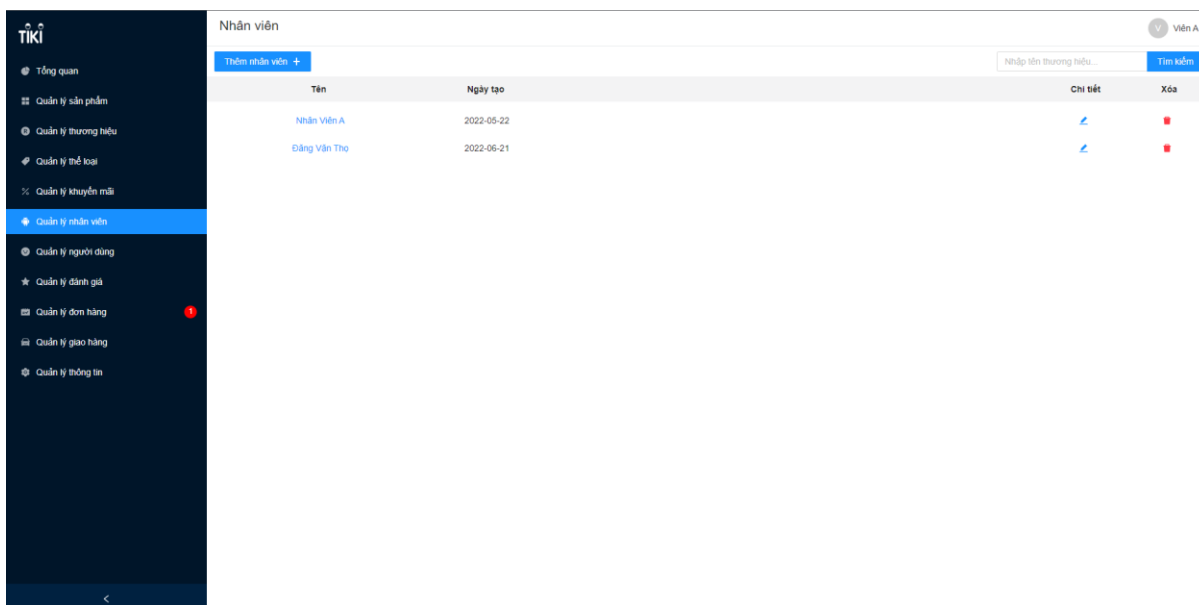 TIKI
Nhân viên
V Viên A
Thêm nhân viên +
Nhập tên thương hiệu...
Tìm kiếm
Tên Ngày tạo Chi tiết Xóa
Nhân Viên A 2022-05-22
Đặng Văn Thọ 2022-06-21
Tổng quan
Quản lý sản phẩm
Quản lý thương hiệu
Quản lý thể loại
Quản lý khuyến mãi
Quản lý nhân viên
Quản lý người dùng
Quản lý đánh giá
Quản lý đơn hàng 1
Quản lý giao hàng
Quản lý thông tin